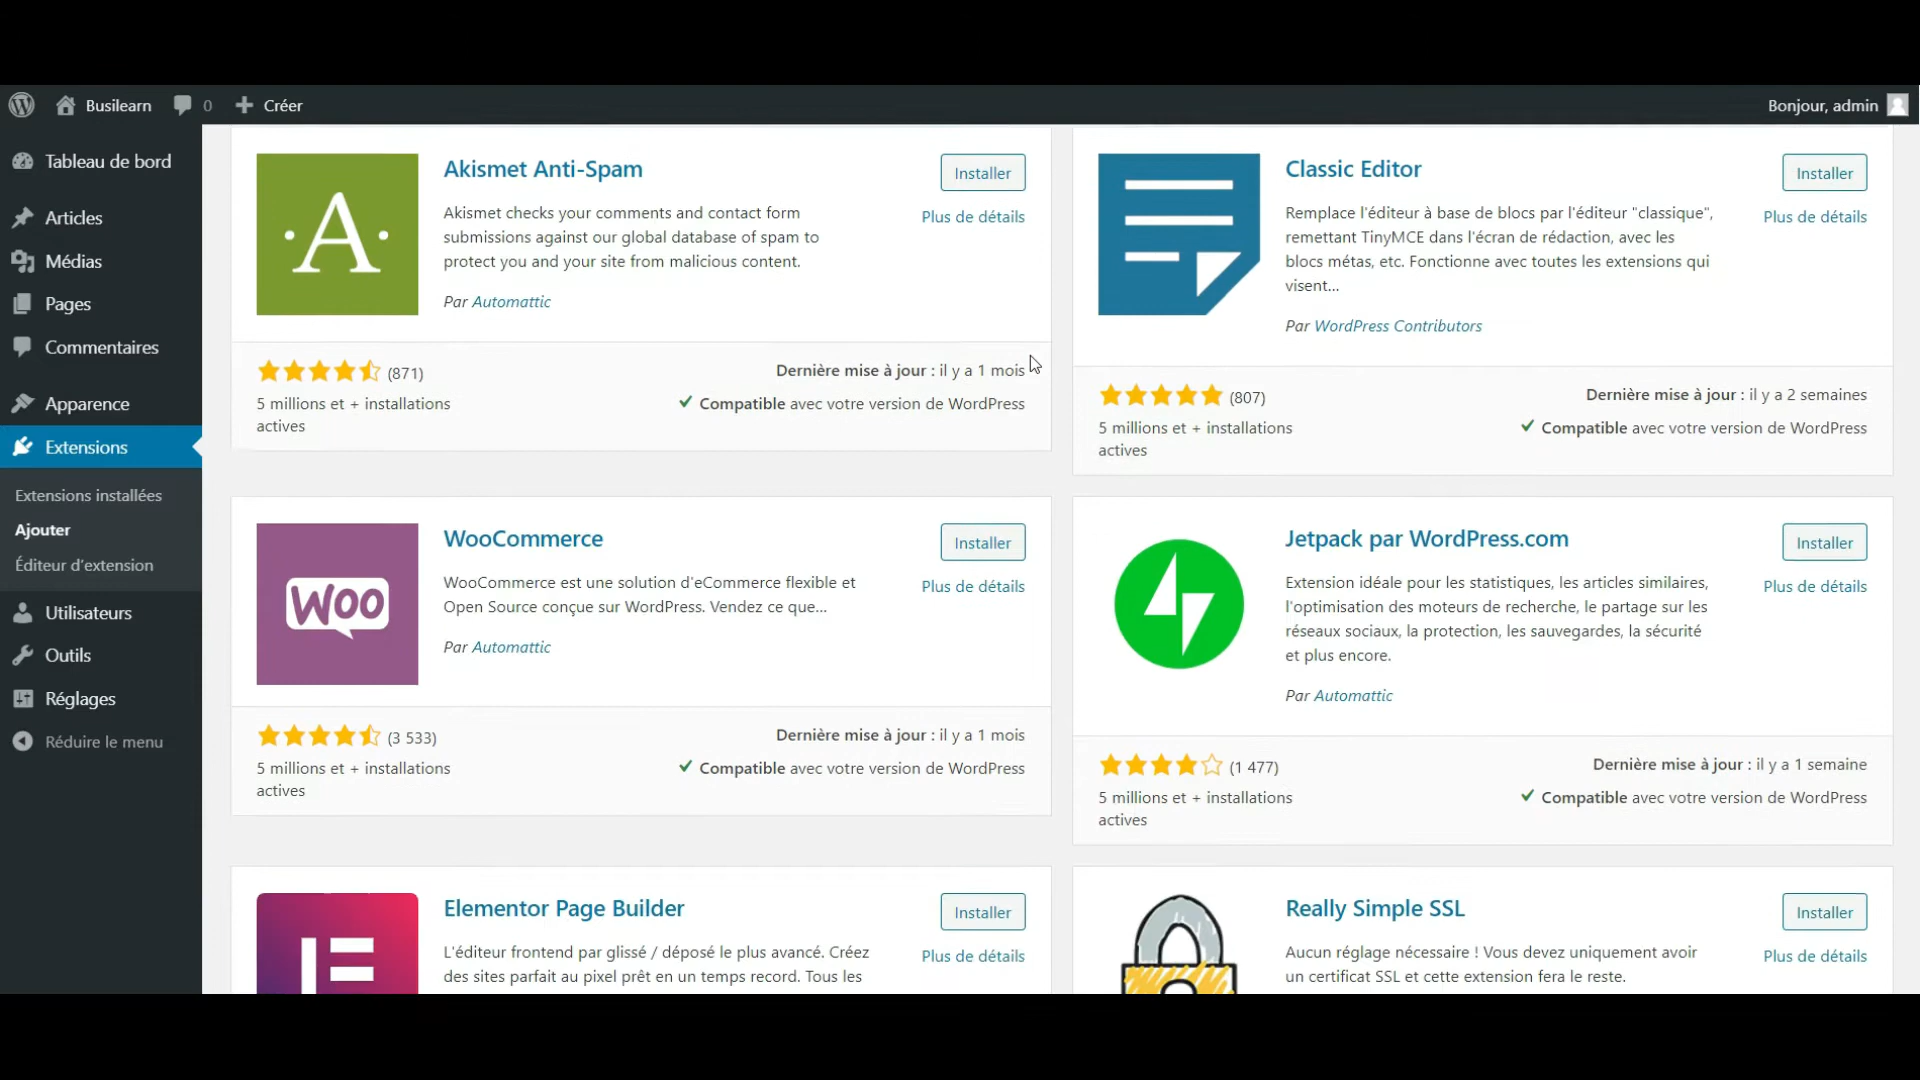 Busilearn 0 Créer Bonjour, admin
Tableau de bord
Articles
Médias
Pages
Commentaires
Apparence
Extensions
Extensions installées
Ajouter
Éditeur d'extension
Utilisateurs
Outils
Réglages
Réduire le menu
·A·
Akismet Anti-Spam
Installer
Plus de détails
Akismet checks your comments and contact form
submissions against our global database of spam to
protect you and your site from malicious content.
Par Automattic
(871)
5 millions et + installations
actives
Dernière mise à jour : il y a 1 mois
Compatible avec votre version de WordPress
Classic Editor
Installer
Plus de détails
Remplace l'éditeur à base de blocs par l'éditeur "classique",
remettant TinyMCE dans l'écran de rédaction, avec les
blocs métas, etc. Fonctionne avec toutes les extensions qui
visent...
Par WordPress Contributors
(807)
5 millions et + installations
actives
Dernière mise à jour : il y a 2 semaines
Compatible avec votre version de WordPress
WOO
WooCommerce
Installer
Plus de détails
WooCommerce est une solution d'eCommerce flexible et
Open Source conçue sur WordPress. Vendez ce que...
Par Automattic
(3 533)
5 millions et + installations
actives
Dernière mise à jour : il y a 1 mois
Compatible avec votre version de WordPress
Jetpack par WordPress.com
Installer
Plus de détails
Extension idéale pour les statistiques, les articles similaires,
l'optimisation des moteurs de recherche, le partage sur les
réseaux sociaux, la protection, les sauvegardes, la sécurité
et plus encore.
Par Automattic
(1 477)
5 millions et + installations
actives
Dernière mise à jour : il y a 1 semaine
Compatible avec votre version de WordPress
Elementor Page Builder
Installer
Plus de détails
L'éditeur frontend par glissé / déposé le plus avancé. Créez
des sites parfait au pixel prêt en un temps record. Tous les
Really Simple SSL
Installer
Plus de détails
Aucun réglage nécessaire ! Vous devez uniquement avoir
un certificat SSL et cette extension fera le reste.